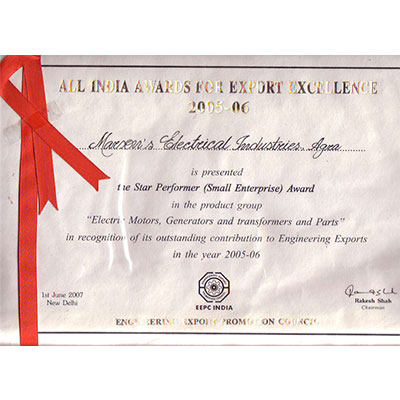 ALL INDIA AWARDS FOR EXPORT EXCELLENCE
2005-06
Electrical Industries, Agra
is presented
the Star Performer (Small Enterprise) Award
in the product group
"Electric Motors, Generators and transformers and Parts"
in recognition of its outstanding contribution to Engineering Exports
in the year 2005-06
1st June 2007
New Delhi
EEPC INDIA
Rakesh Shah
Chairman
ENGINEERING EXPORT PROMOTION COUNCIL